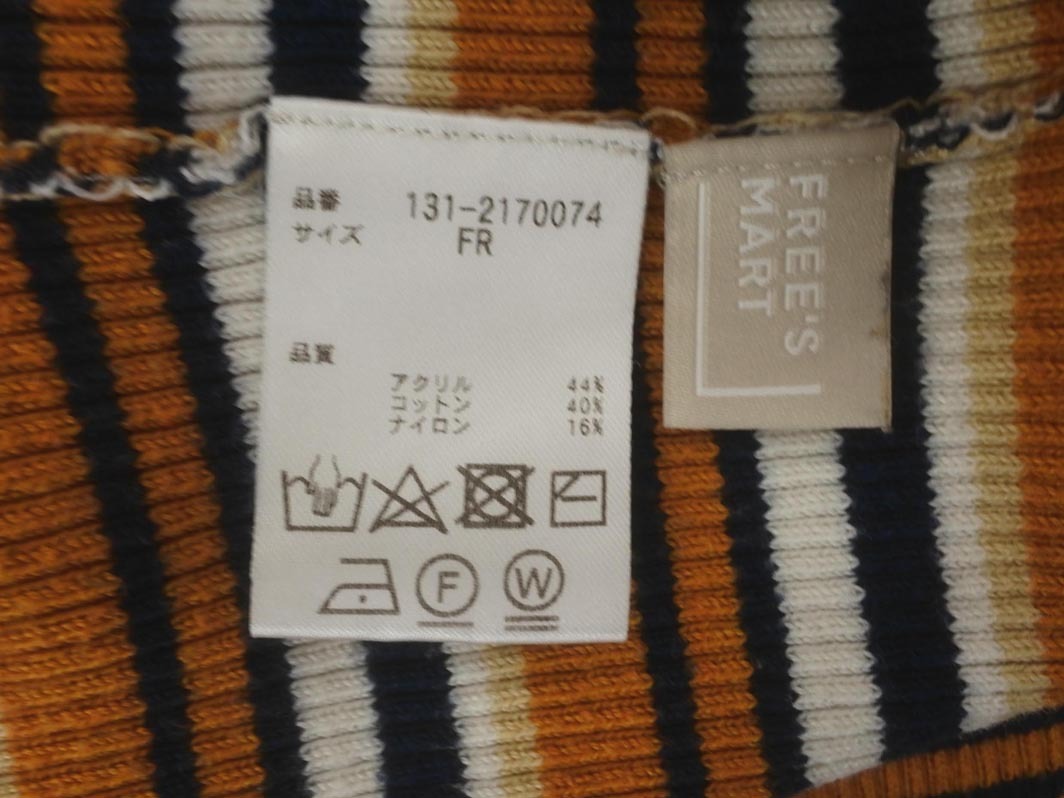 品番 131-2170074
サイズ FR
品質
アクリル 44%
コットン 40%
ナイロン 16%
F
W
FREE'S
MART